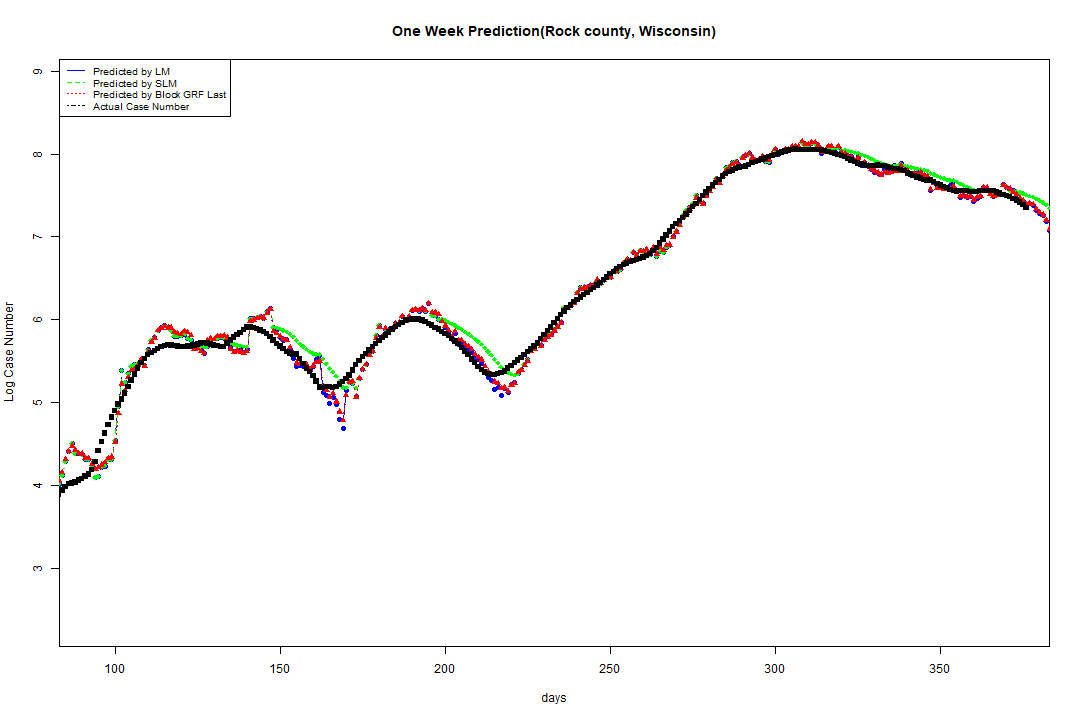 One Week Prediction(Rock county, Wisconsin)
Predicted by LM
Predicted by SLM
Predicted by Block GRF Last
Actual Case Number
9
8
7
6
5
4
3
Log Case Number
100 150 200 250 300 350
days